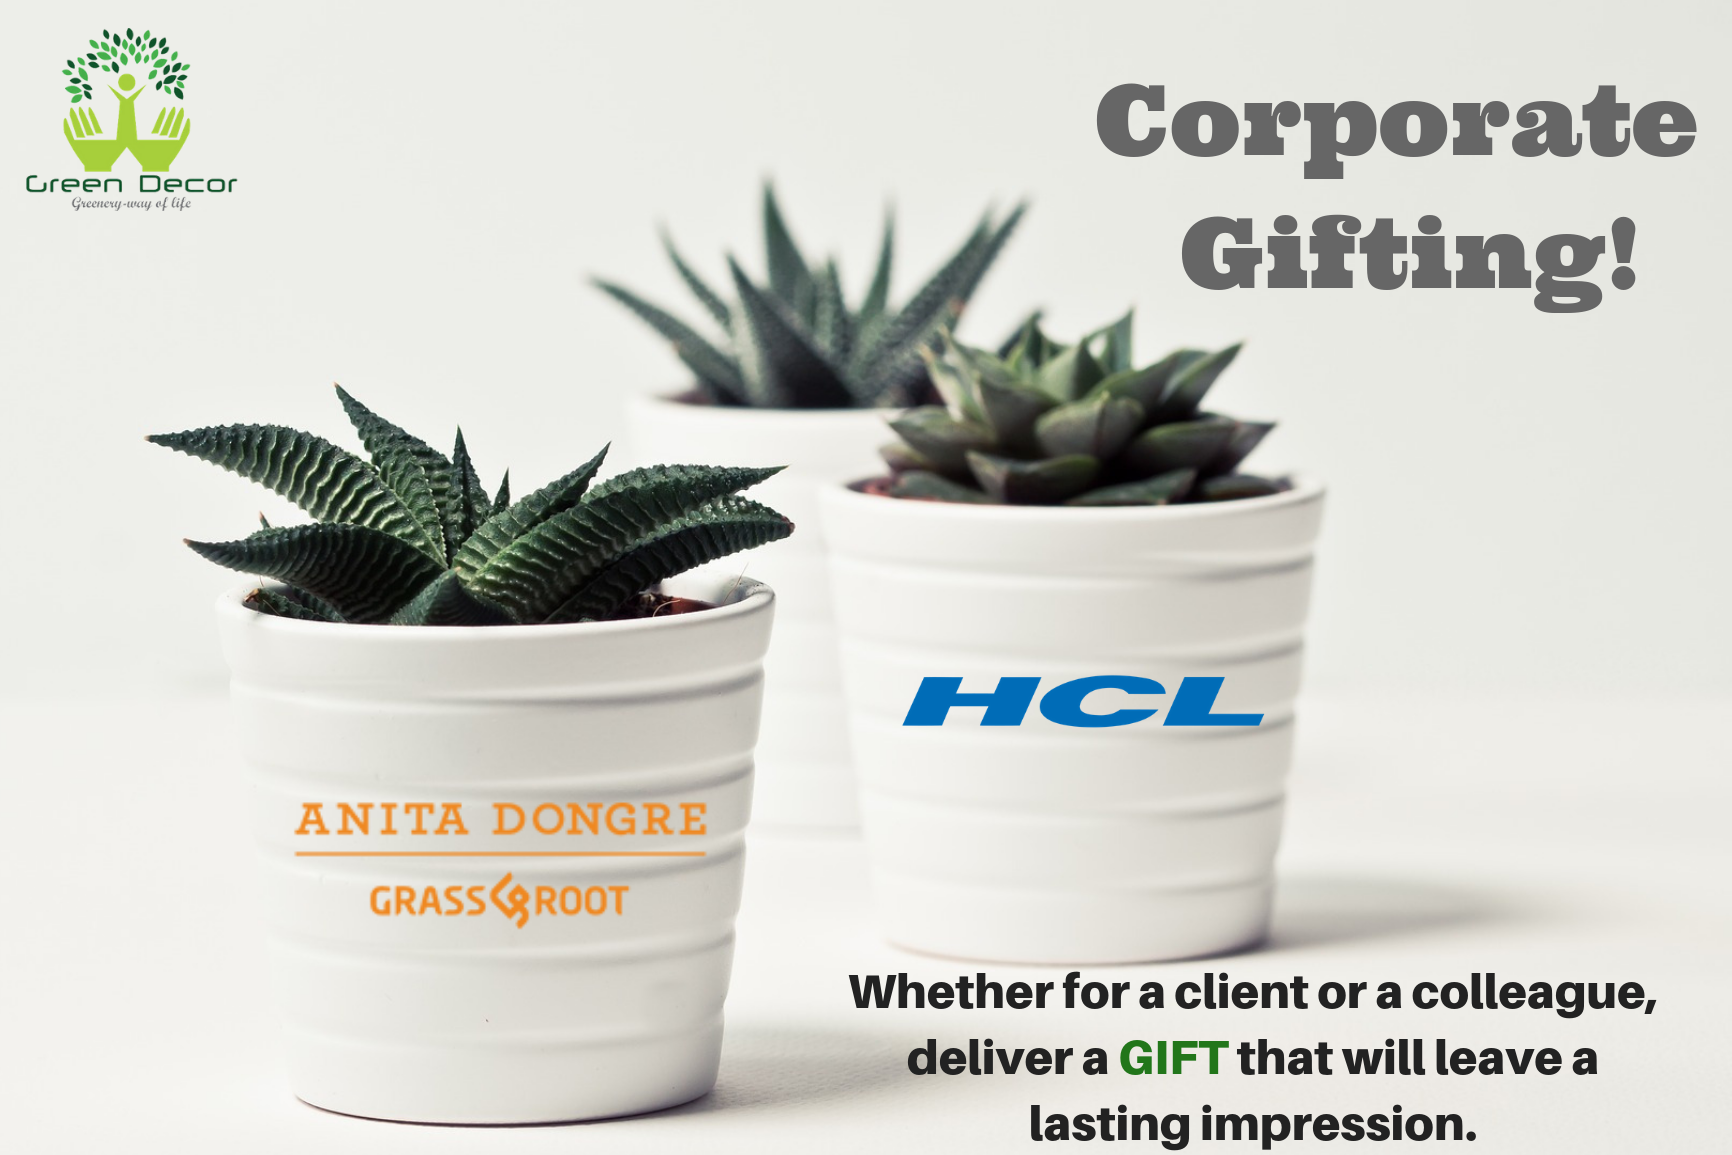 Green Decor
Greenery-way of life
Corporate
Gifting!
HCL
ANITA DONGRE
GRASSROOT
Whether for a client or a colleague,
deliver a GIFT that will leave a
lasting impression.